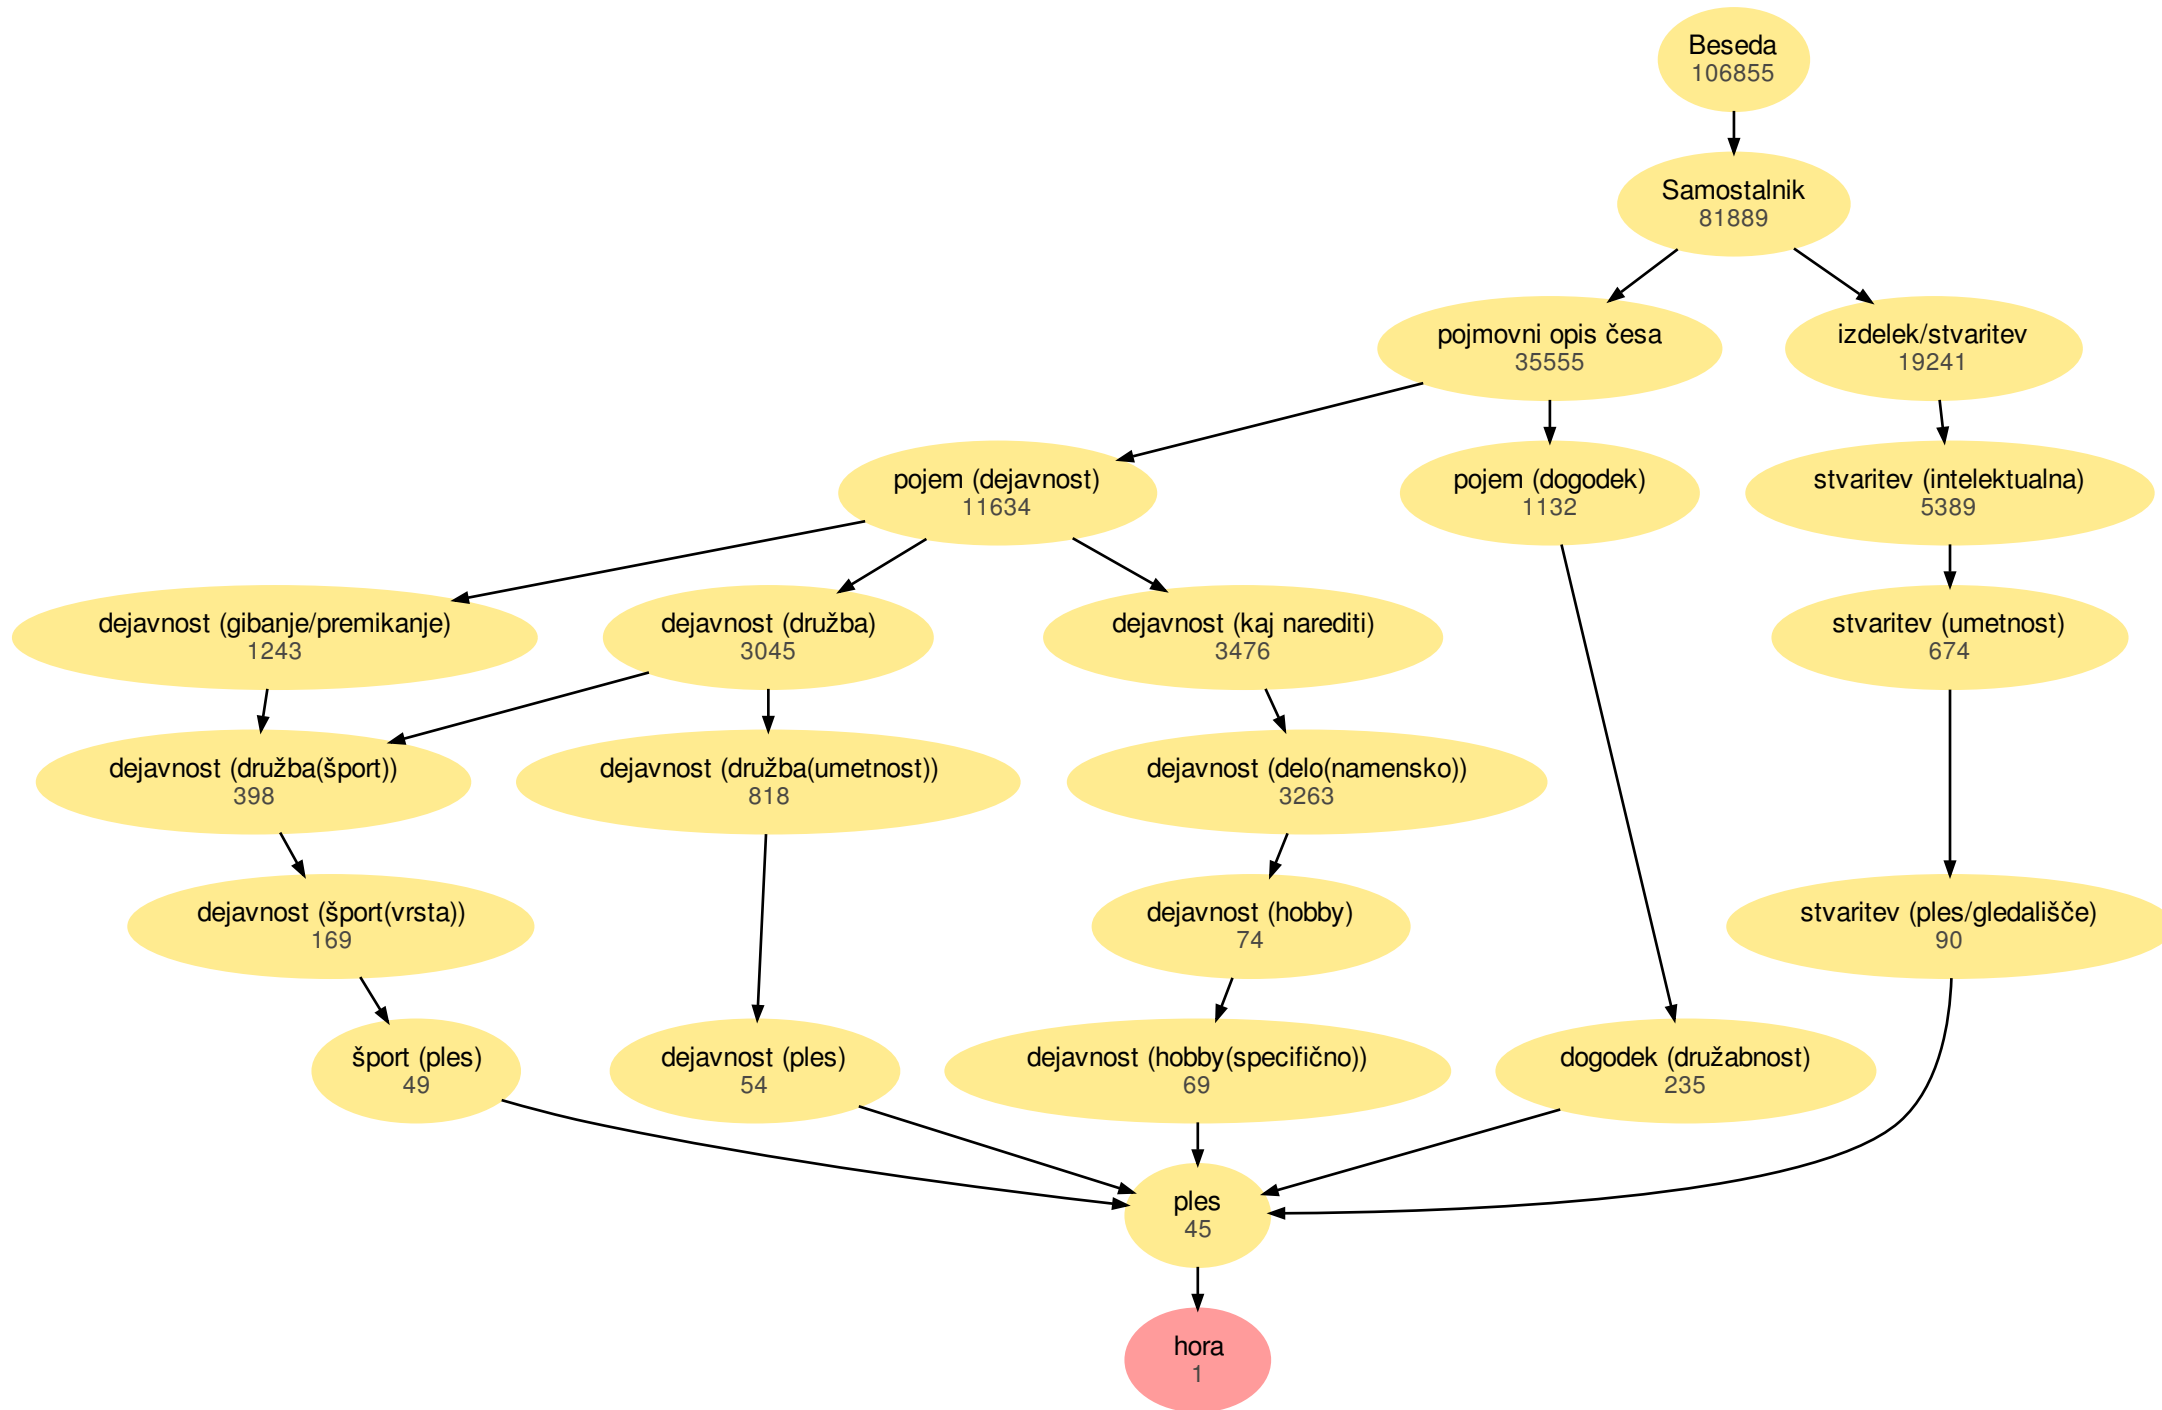 Beseda
106855
Samostalnik
81889
pojmovni opis česa
35555
izdelek/stvaritev
19241
pojem (dejavnost)
11634
pojem (dogodek)
1132
stvaritev (intelektualna)
5389
dejavnost (gibanje/premikanje)
1243
dejavnost (družba)
3045
dejavnost (kaj narediti)
3476
stvaritev (umetnost)
674
dejavnost (družba(šport))
398
dejavnost (družba(umetnost))
818
dejavnost (delo(namensko))
3263
dejavnost (šport(vrsta))
169
dejavnost (hobby)
74
stvaritev (ples/gledališče)
90
šport (ples)
49
dejavnost (ples)
54
dejavnost (hobby(specifično))
69
dogodek (družabnost)
235
ples
45
hora
1